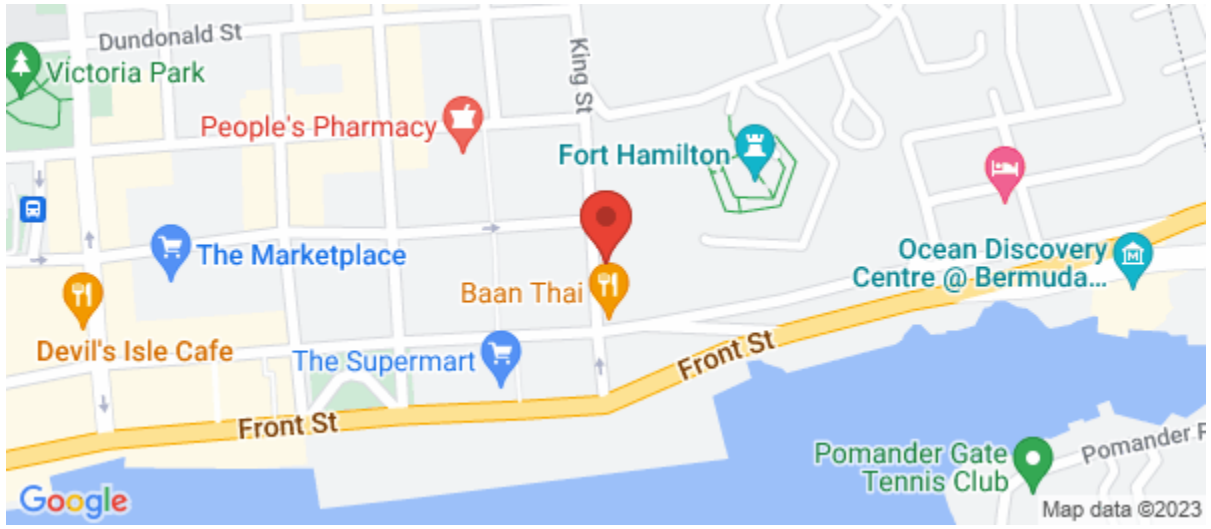 Dundonald St
Victoria Park
King St
People's Pharmacy
Fort Hamilton
The Marketplace
Ocean Discovery
Centre @ Bermuda...
Baan Thai
Devil's Isle Cafe
The Supermart
Front St
Front St
Pomander Gate
Tennis Club
Pomander R
Google
Map data ©2023